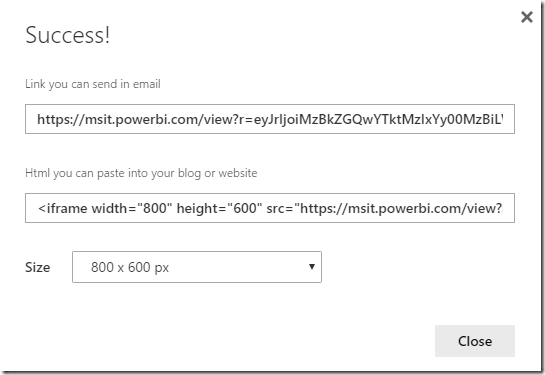 Success!
Link you can send in email
https://msit.powerbi.com/view?r=eyJrIjoiMzBkZGQwYTktMzIxYy00MzBiL
Html you can paste into your blog or website
<iframe width="800" height="600" src="https://msit.powerbi.com/view?
Size
800 x 600 px
Close